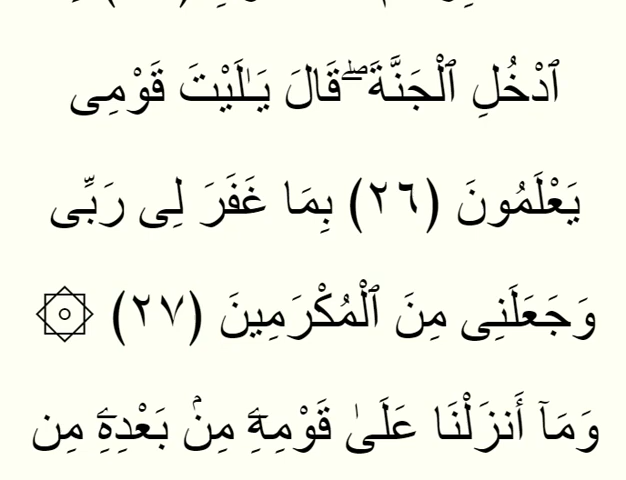 ٱدْخُلِ ٱلْجَنَّةَ ۖ قَالَ يَـٰلَيْتَ قَوْمِى
يَعْلَمُونَ (٢٦) بِمَا غَفَرَ لِى رَبِّى
وَجَعَلَنِى مِنَ ٱلْمُكْرَمِينَ (٢٧) ۞
وَمَآ أَنزَلْنَا عَلَىٰ قَوْمِهِۦ مِنۢ بَعْدِهِۦ مِن